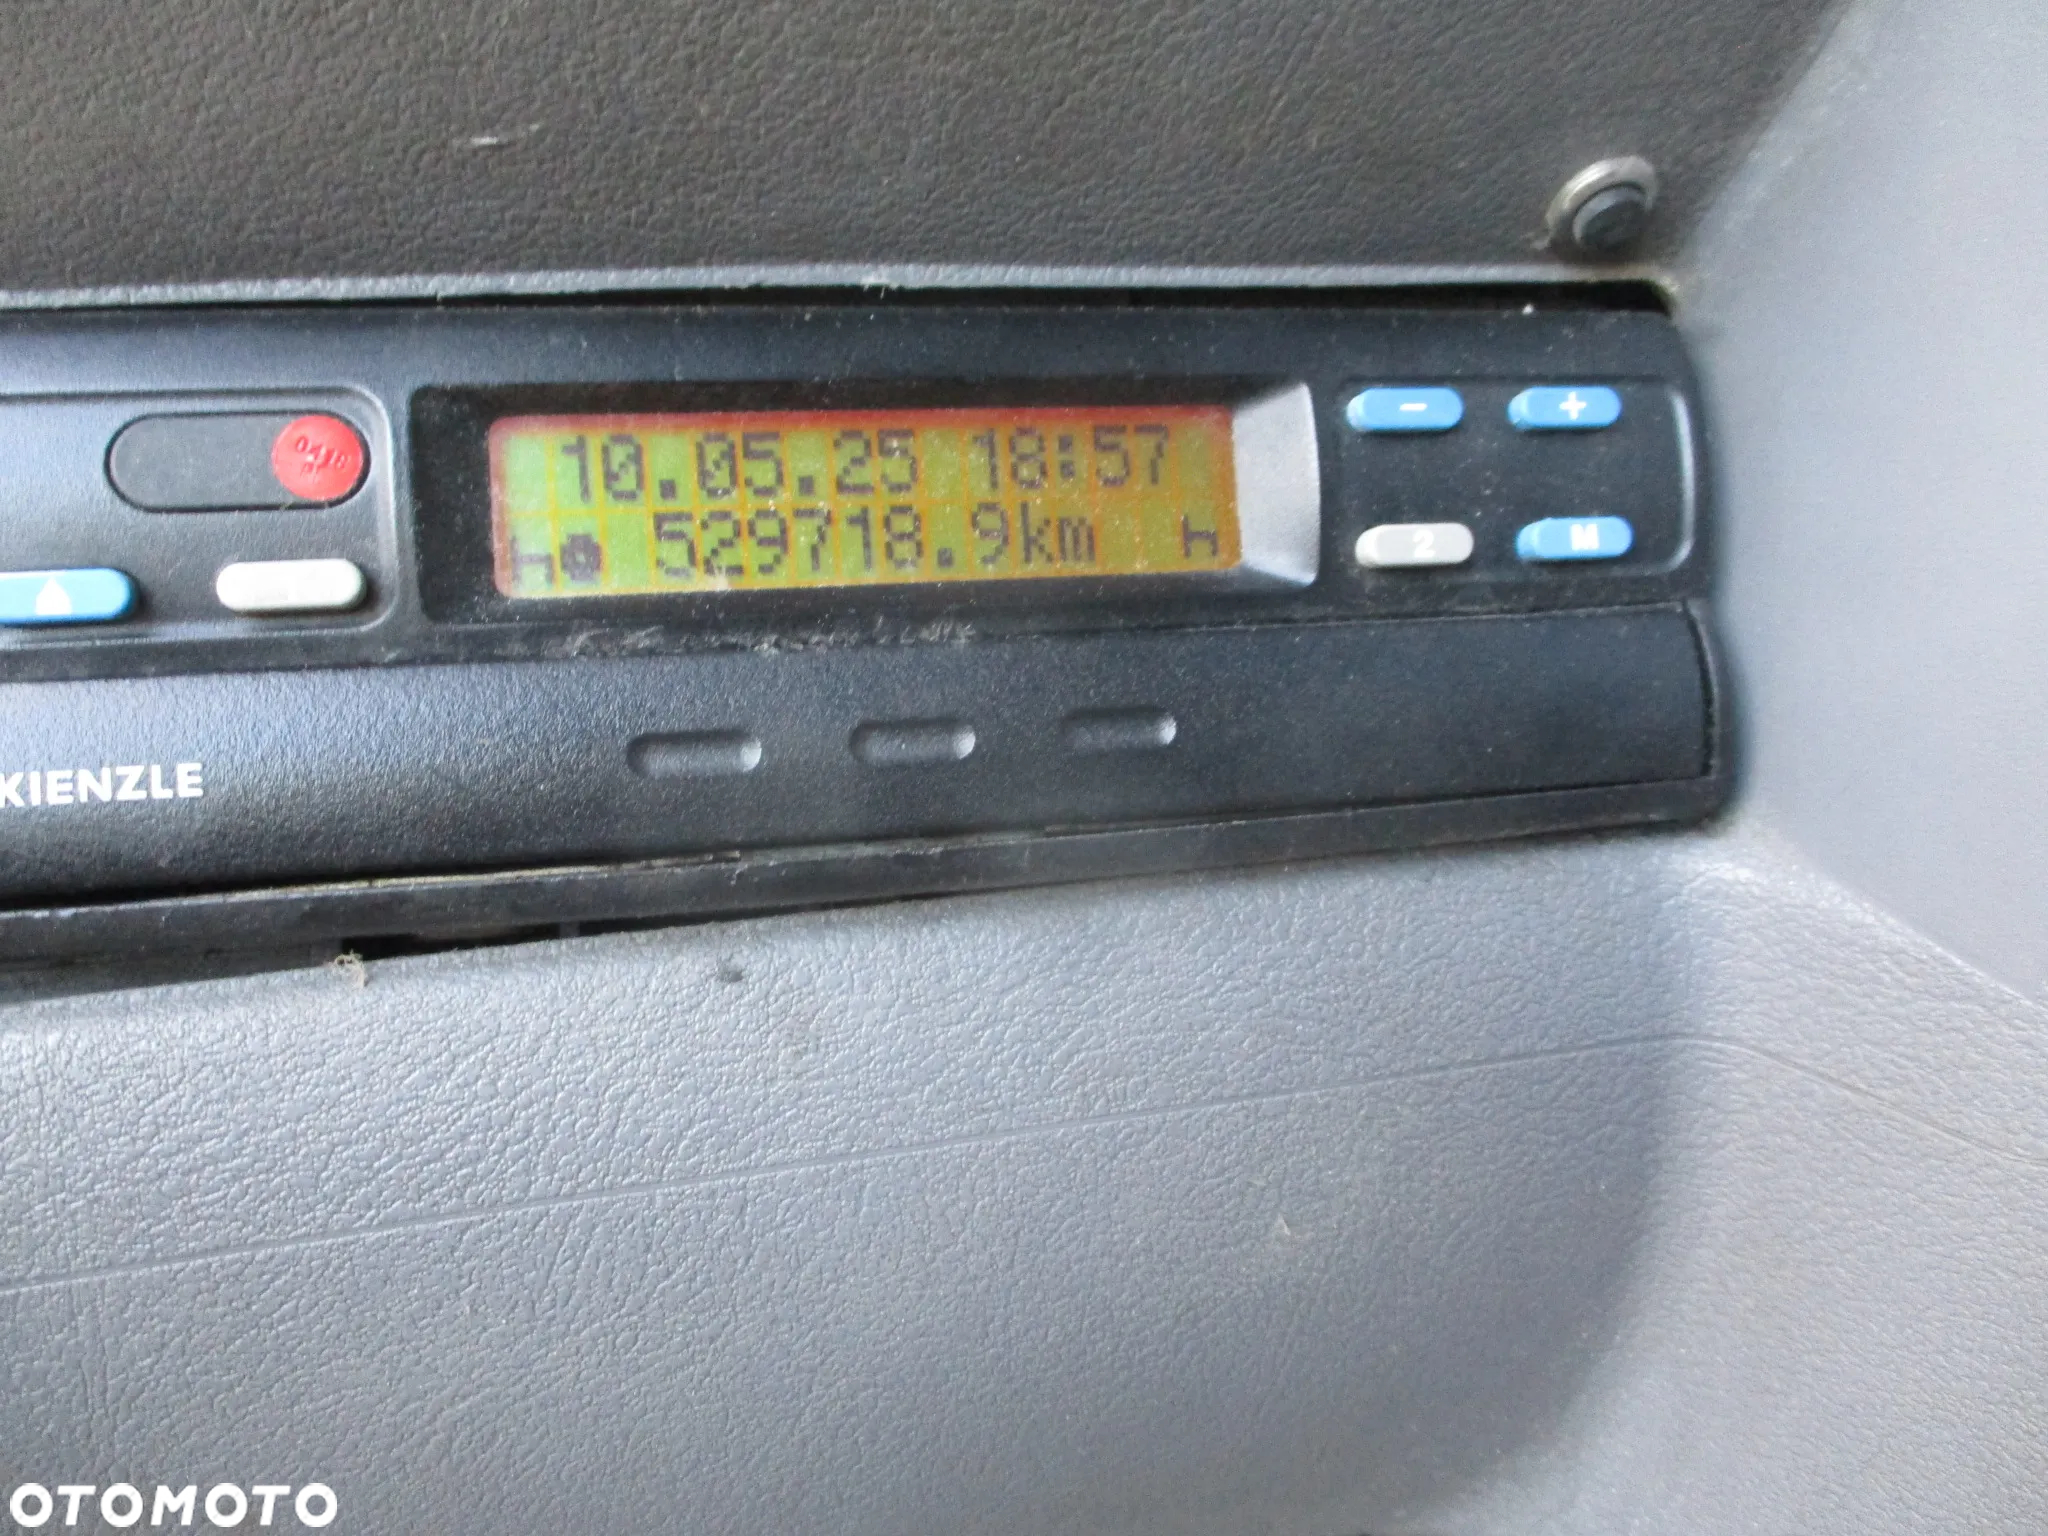 10.05.25 18:57
529718.9km
- +
2 M
KIENZLE
OTOMOTO